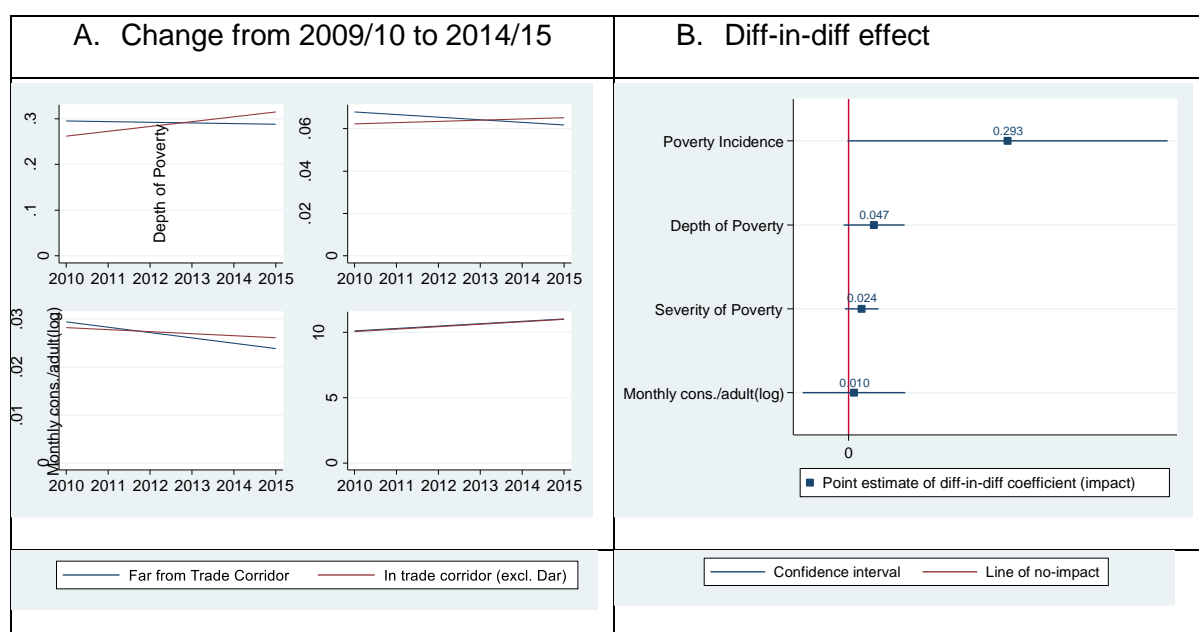 A. Change from 2009/10 to 2014/15
B. Diff-in-diff effect
0 .1 .2 .3
2010 2011 2012 2013 2014 2015
Depth of Poverty
0 .02 .04 .06
2010 2011 2012 2013 2014 2015
0 .01 .02 .03
2010 2011 2012 2013 2014 2015
Monthly cons./adult(log)
0 5 10
2010 2011 2012 2013 2014 2015
Far from Trade Corridor
In trade corridor (excl. Dar)
Poverty Incidence
0.293
Depth of Poverty
0.047
Severity of Poverty
0.024
Monthly cons./adult(log)
0.010
0
Point estimate of diff-in-diff coefficient (impact)
Confidence interval
Line of no-impact